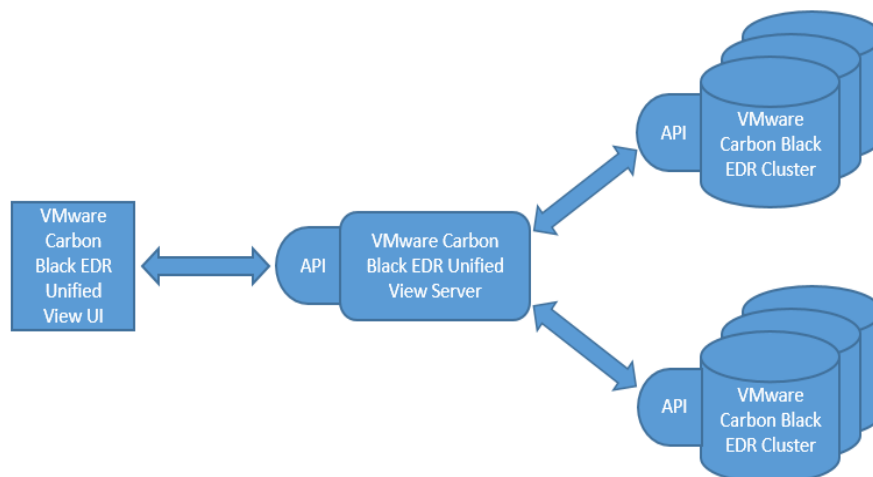 VMware
Carbon
Black EDR
Unified
View UI
API
VMware Carbon
Black EDR Unified
View Server
API
VMware
Carbon Black
EDR Cluster
API
VMware
Carbon Black
EDR Cluster